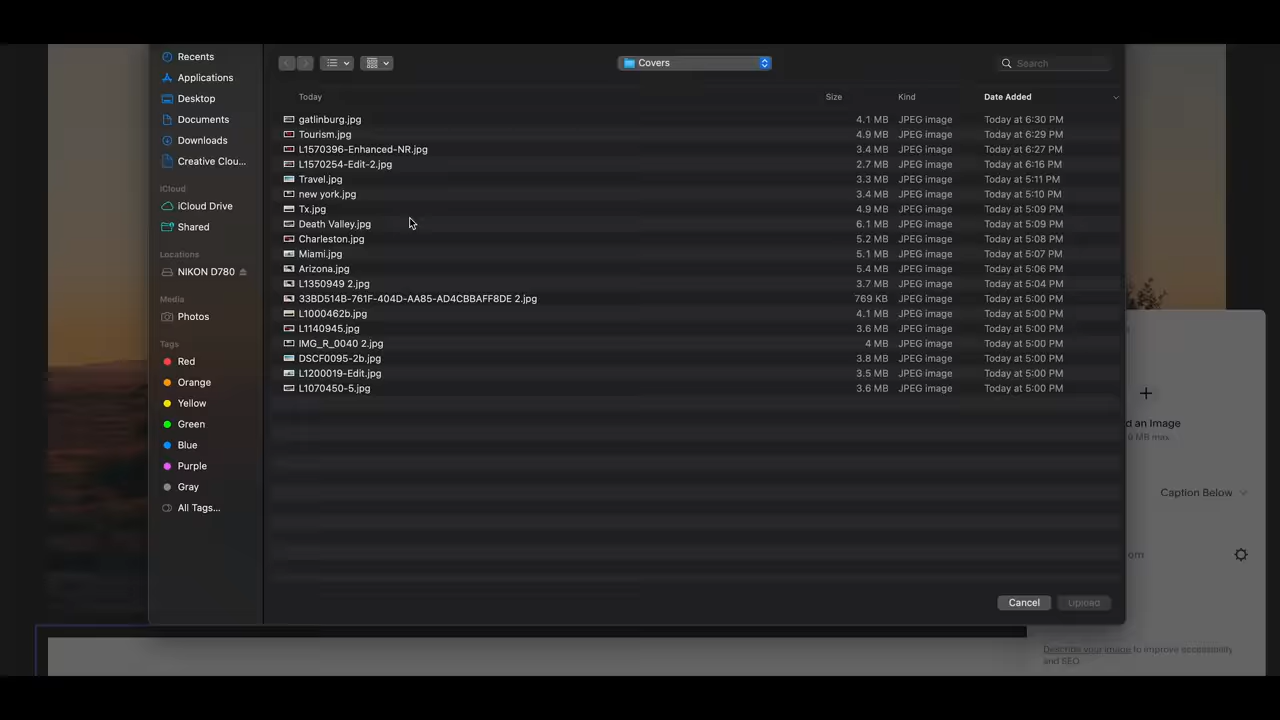 Recents
Applications
Desktop
Documents
Downloads
Creative Clou...
iCloud
iCloud Drive
Shared
Locations
NIKON D780
Media
Photos
Tags
Red
Orange
Yellow
Green
Blue
Purple
Gray
All Tags...
Covers
Search
Today Size Kind Date Added
gatlinburg.jpg 4.1 MB JPEG image Today at 6:30 PM
Tourism.jpg 4.9 MB JPEG image Today at 6:29 PM
L1570396-Enhanced-NR.jpg 3.4 MB JPEG image Today at 6:27 PM
L1570254-Edit-2.jpg 2.7 MB JPEG image Today at 6:16 PM
Travel.jpg 3.3 MB JPEG image Today at 5:11 PM
new york.jpg 3.4 MB JPEG image Today at 5:10 PM
Tx.jpg 4.9 MB JPEG image Today at 5:09 PM
Death Valley.jpg 6.1 MB JPEG image Today at 5:09 PM
Charleston.jpg 5.2 MB JPEG image Today at 5:08 PM
Miami.jpg 5.1 MB JPEG image Today at 5:07 PM
Arizona.jpg 5.4 MB JPEG image Today at 5:06 PM
L1350949 2.jpg 3.7 MB JPEG image Today at 5:04 PM
33BD514B-761F-404D-AA85-AD4CBBAFF8DE 2.jpg 769 KB JPEG image Today at 5:00 PM
L1000462b.jpg 4.1 MB JPEG image Today at 5:00 PM
L1140945.jpg 3.6 MB JPEG image Today at 5:00 PM
IMG_R_0040 2.jpg 4 MB JPEG image Today at 5:00 PM
DSCF0095-2b.jpg 3.8 MB JPEG image Today at 5:00 PM
L1200019-Edit.jpg 3.5 MB JPEG image Today at 5:00 PM
L1070450-5.jpg 3.6 MB JPEG image Today at 5:00 PM
Cancel Upload
d an Image
MB max.
Caption Below
om
Describe your image to improve accessibility
and SEO.